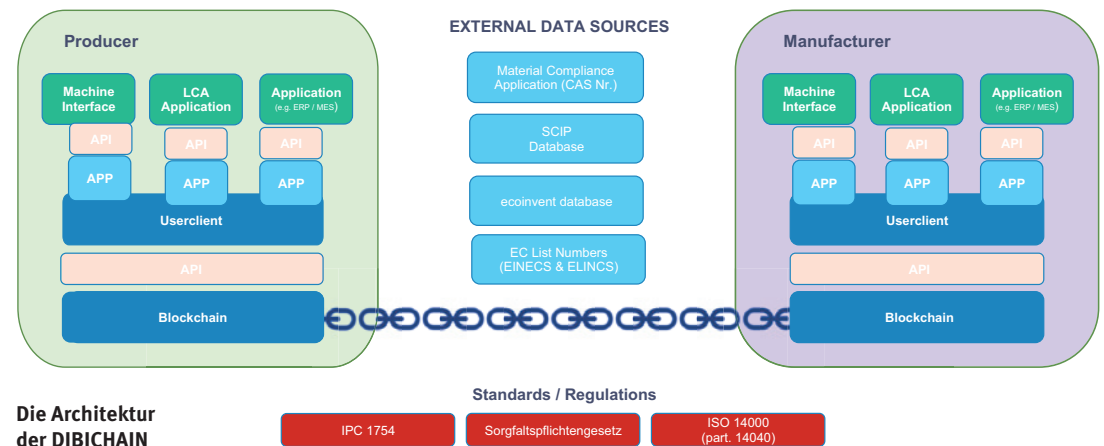 EXTERNAL DATA SOURCES
Producer
Machine
Interface
LCA
Application
Application
(e.g. ERP / MES)
API
API
API
APP
APP
APP
Userclient
API
Blockchain
Material Compliance
Application (CAS Nr.)
SCIP
Database
ecoinvent database
EC List Numbers
(EINECS & ELINCS)
Manufacturer
Machine
Interface
LCA
Application
Application
(e.g. ERP / MES)
API
API
API
APP
APP
APP
Userclient
API
Blockchain
Standards / Regulations
IPC 1754
Sorgfaltspflichtengesetz
ISO 14000
(part. 14040)
Die Architektur
der DIBICHAIN